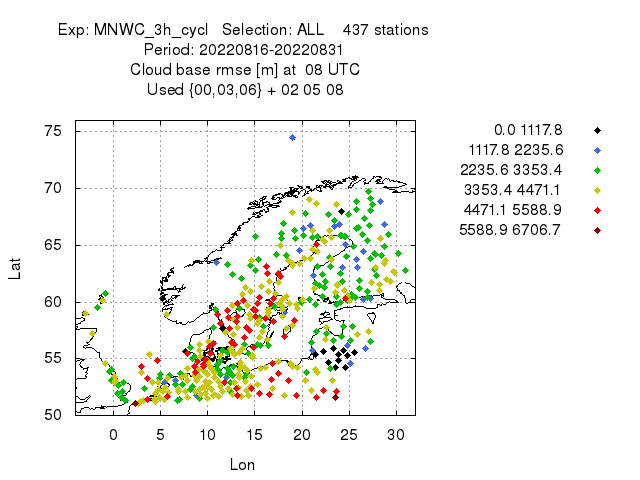 Exp: MNWC_3h_cycl   Selection: ALL    437 stations
Period: 20220816-20220831
Cloud base rmse [m] at  08 UTC
Used {00,03,06} + 02 05 08
0.0 1117.8
1117.8 2235.6
2235.6 3353.4
3353.4 4471.1
4471.1 5588.9
5588.9 6706.7
75
70
65
60
55
50
Lat
0 5 10 15 20 25 30
Lon